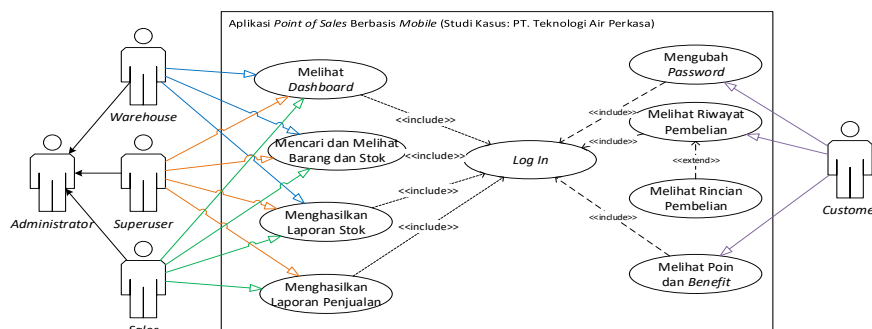 Aplikasi Point of Sales Berbasis Mobile (Studi Kasus: PT. Teknologi Air Perkasa)
Warehouse
Superuser
Administrator
Melihat
Dashboard
Mencari dan Melihat
Barang dan Stok
Menghasilkan
Laporan Stok
Menghasilkan
Laporan Penjualan
<<include>>
<<include>>
<<include>>
<<include>>
Log In
<<include>>
<<include>>
<<include>>
Mengubah
Password
Melihat Riwayat
Pembelian
<<extend>>
Melihat Rincian
Pembelian
Melihat Poin
dan Benefit
Custome